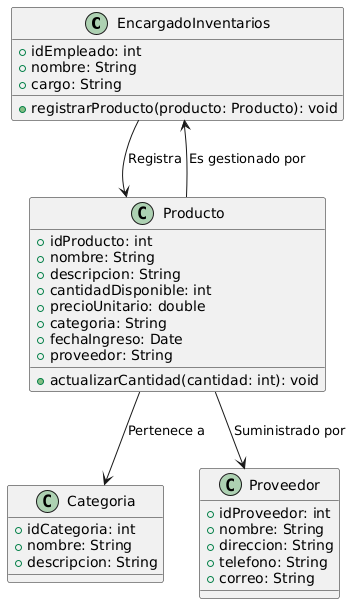 C EncargadoInventarios
idEmpleado: int
nombre: String
cargo: String
registrarProducto(producto: Producto): void
Registra
Es gestionado por
C Producto
idProducto: int
nombre: String
descripcion: String
cantidadDisponible: int
precioUnitario: double
categoria: String
fechaIngreso: Date
proveedor: String
actualizarCantidad(cantidad: int): void
Pertenece a
Suministrado por
C Categoria
idCategoria: int
nombre: String
descripcion: String
C Proveedor
idProveedor: int
nombre: String
direccion: String
telefono: String
correo: String